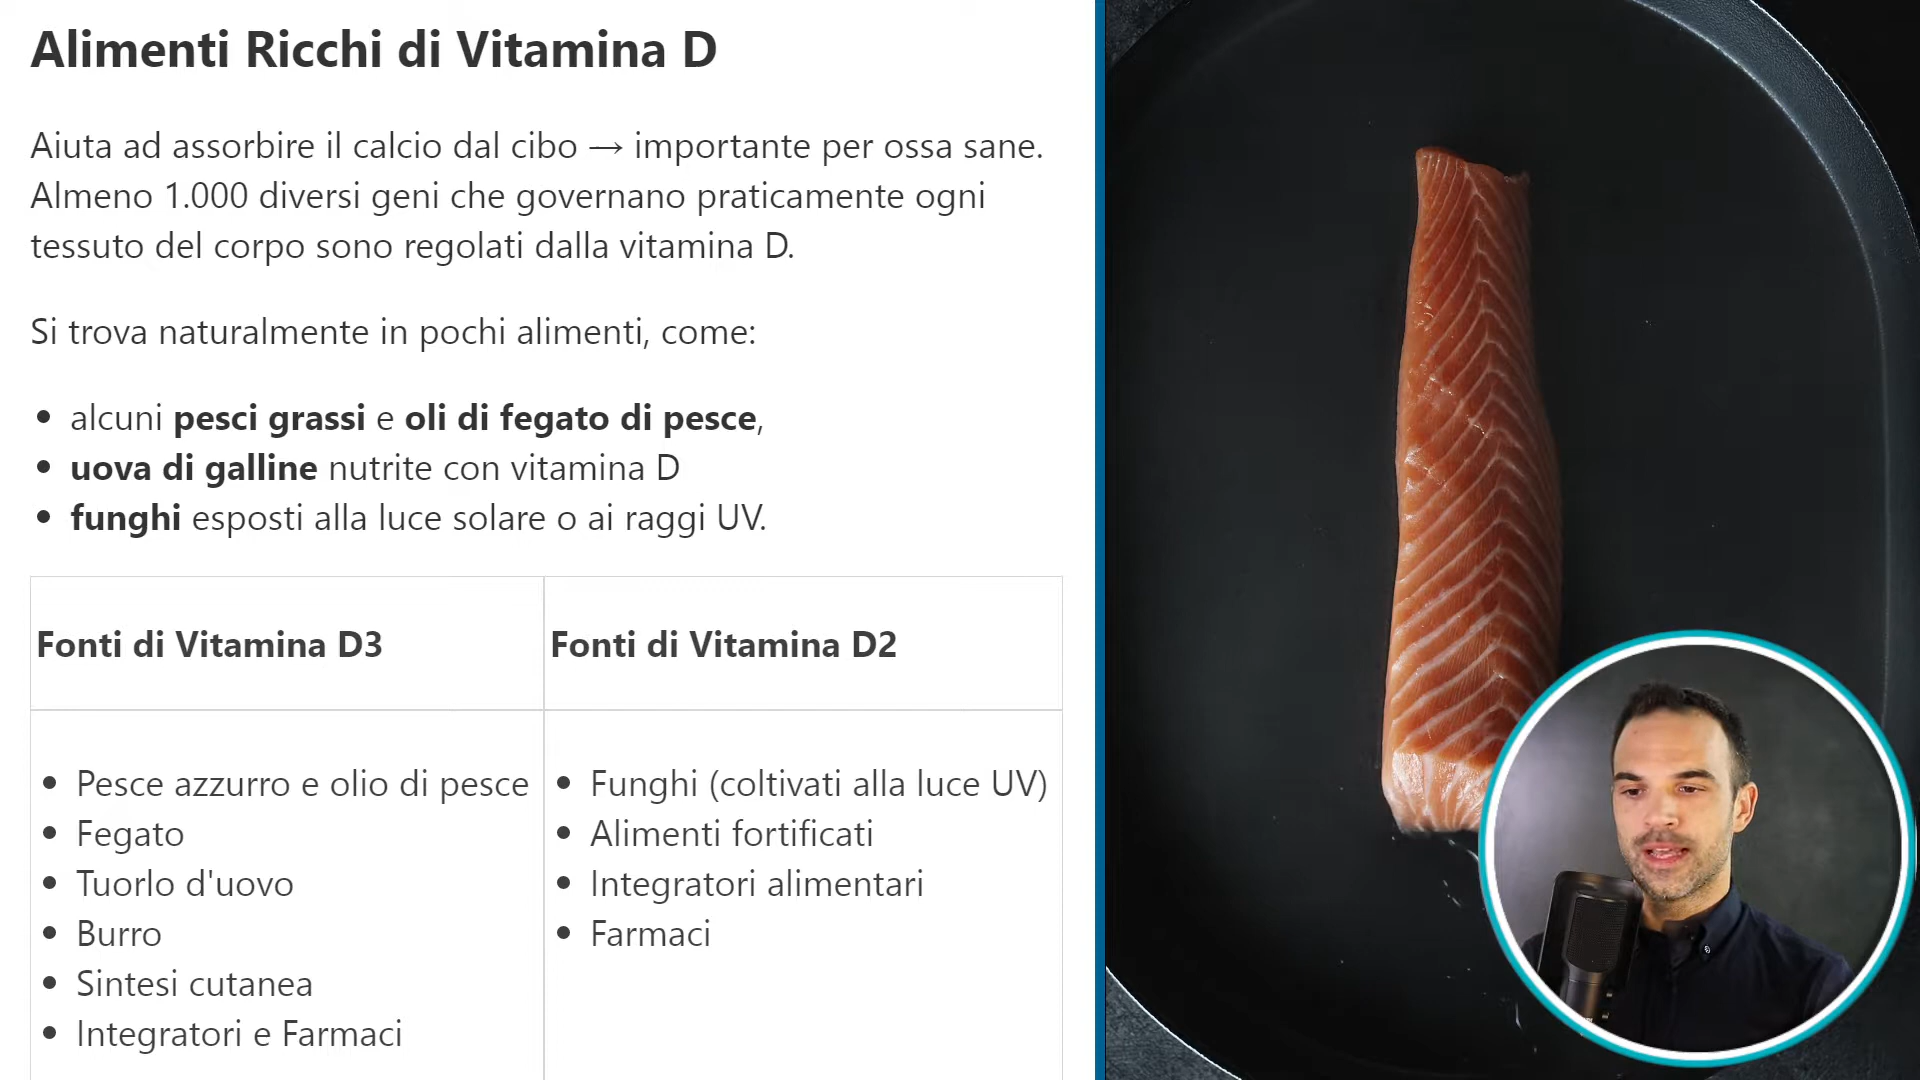 Alimenti Ricchi di Vitamina D
Aiuta ad assorbire il calcio dal cibo → importante per ossa sane.
Almeno 1.000 diversi geni che governano praticamente ogni
tessuto del corpo sono regolati dalla vitamina D.
Si trova naturalmente in pochi alimenti, come:
• alcuni pesci grassi e oli di fegato di pesce,
• uova di galline nutrite con vitamina D
• funghi esposti alla luce solare o ai raggi UV.
Fonti di Vitamina D3
• Pesce azzurro e olio di pesce
• Fegato
• Tuorlo d'uovo
• Burro
• Sintesi cutanea
• Integratori e Farmaci
Fonti di Vitamina D2
• Funghi (coltivati alla luce UV)
• Alimenti fortificati
• Integratori alimentari
• Farmaci